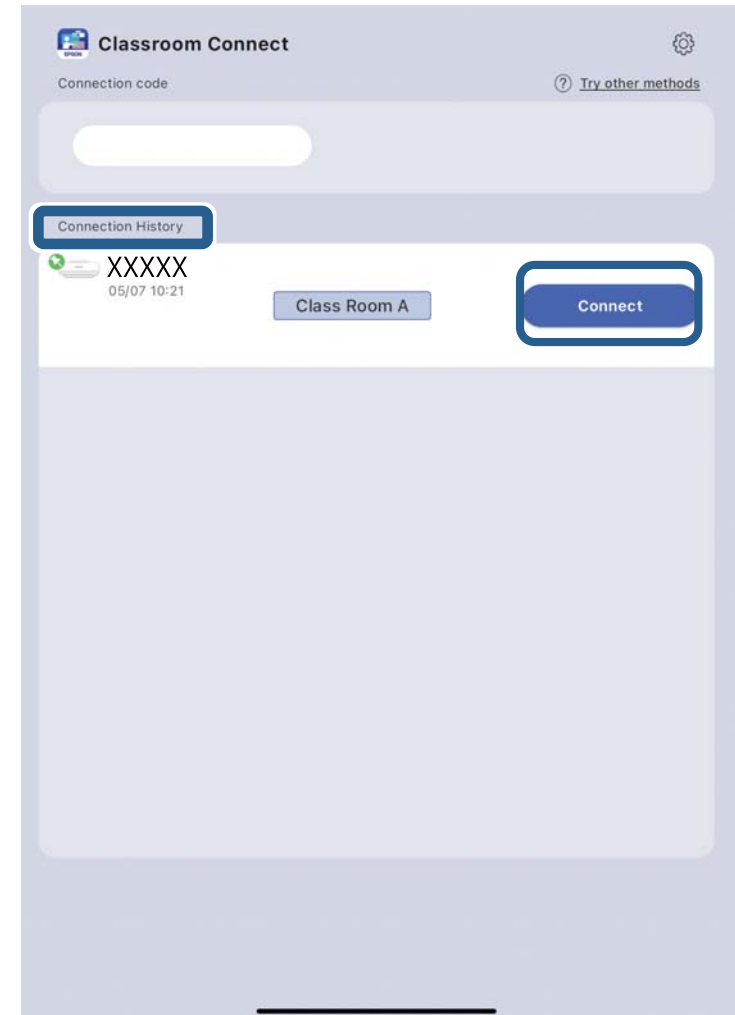 Classroom Connect
Connection code
? Try other methods
Connection History
XXXXX
05/07 10:21
Class Room A
Connect